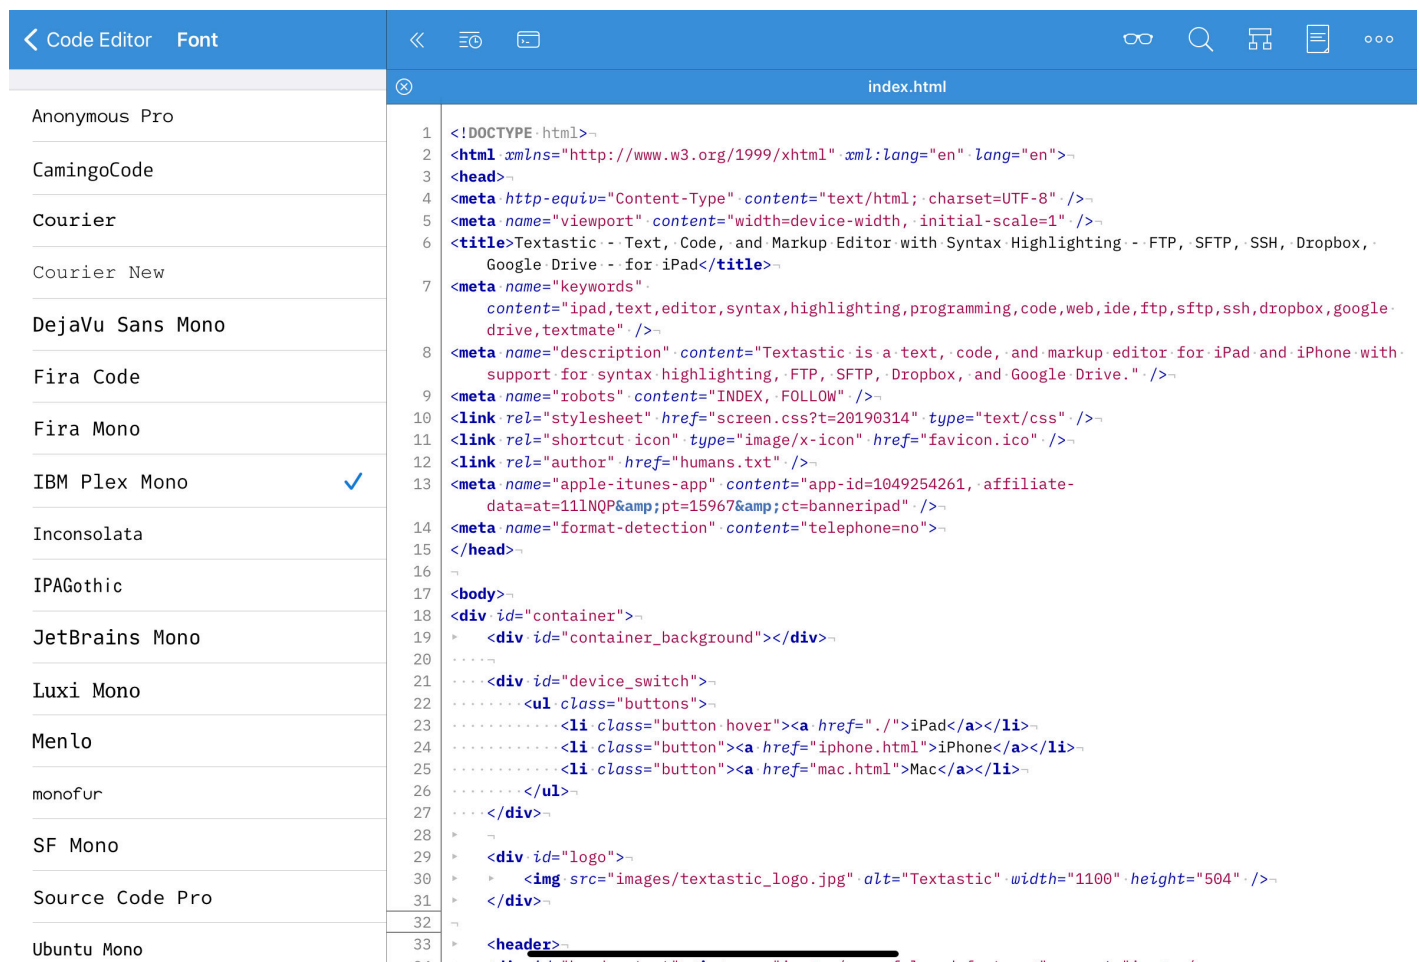 Code Editor Font
Anonymous Pro
CamingoCode
Courier
Courier New
DejaVu Sans Mono
Fira Code
Fira Mono
IBM Plex Mono
Inconsolata
IPAGothic
JetBrains Mono
Luxi Mono
Menlo
monofur
SF Mono
Source Code Pro
Ubuntu Mono
index.html
1 <!DOCTYPE html>
2 <html xmlns="http://www.w3.org/1999/xhtml" xml:lang="en" lang="en">
3 <head>
4 <meta http-equiv="Content-Type" content="text/html; charset=UTF-8" />
5 <meta name="viewport" content="width=device-width, initial-scale=1" />
6 <title>Textastic - Text, Code, and Markup Editor with Syntax Highlighting - FTP, SFTP, SSH, Dropbox,
Google Drive - for iPad</title>
7 <meta name="keywords"
content="ipad,text,editor,syntax,highlighting,programming,code,web,ide,ftp,sftp,ssh,dropbox,google
drive,textmate" />
8 <meta name="description" content="Textastic is a text, code, and markup editor for iPad and iPhone with
support for syntax highlighting, FTP, SFTP, Dropbox, and Google Drive." />
9 <meta name="robots" content="INDEX, FOLLOW" />
10 <link rel="stylesheet" href="screen.css?t=20190314" type="text/css" />
11 <link rel="shortcut icon" type="image/x-icon" href="favicon.ico" />
12 <link rel="author" href="humans.txt" />
13 <meta name="apple-itunes-app" content="app-id=1049254261, affiliate-
data=at=11lNQP&amp;pt=15967&amp;ct=banneripad" />
14 <meta name="format-detection" content="telephone=no">
15 </head>
16
17 <body>
18 <div id="container">
19 <div id="container_background"></div>
20
21 <div id="device_switch">
22 <ul class="buttons">
23 <li class="button hover"><a href="./">iPad</a></li>
24 <li class="button"><a href="iphone.html">iPhone</a></li>
25 <li class="button"><a href="mac.html">Mac</a></li>
26 </ul>
27 </div>
28
29 <div id="logo">
30 <img src="images/textastic_logo.jpg" alt="Textastic" width="1100" height="504" />
31 </div>
32
33 <header>